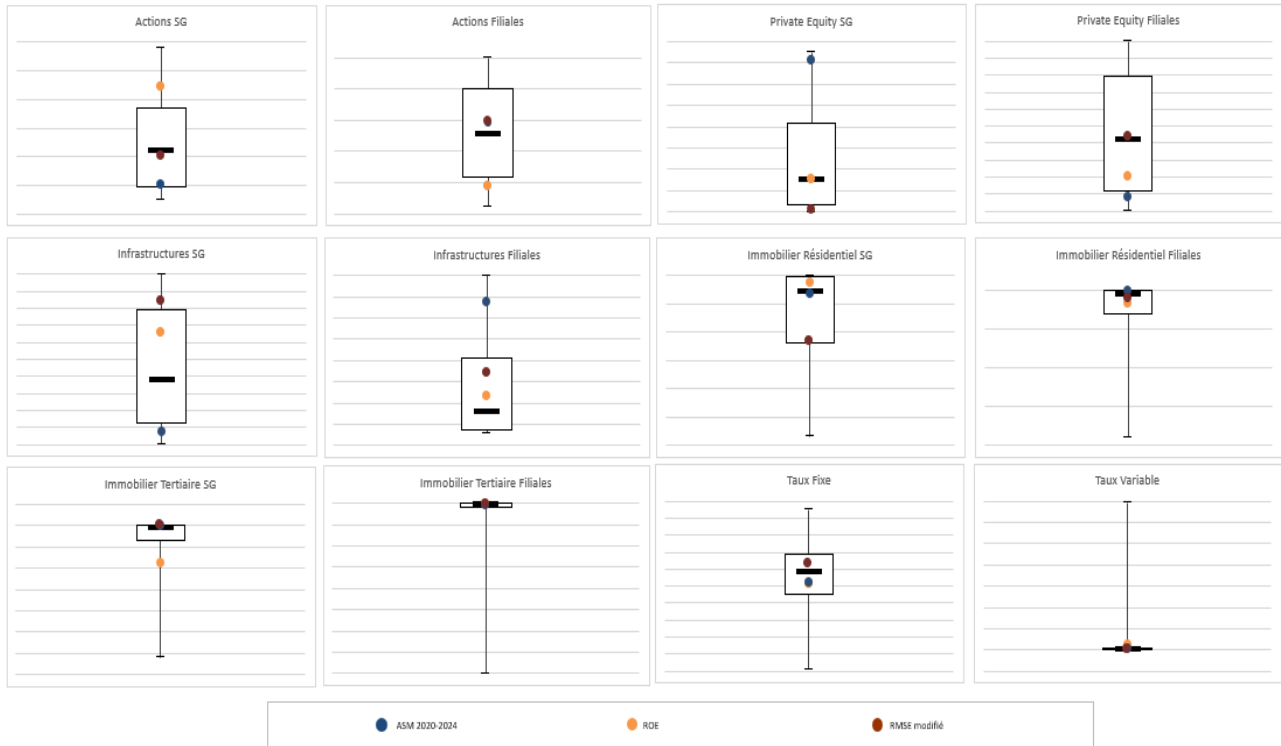 Actions SG
Actions Filiales
Private Equity SG
Private Equity Filiales
Infrastructures SG
Infrastructures Filiales
Immobilier Résidentiel SG
Immobilier Résidentiel Filiales
Immobilier Tertiaire SG
Immobilier Tertiaire Filiales
Taux Fixe
Taux Variable
ASM 2020-2024
ROE
RMSE modifié